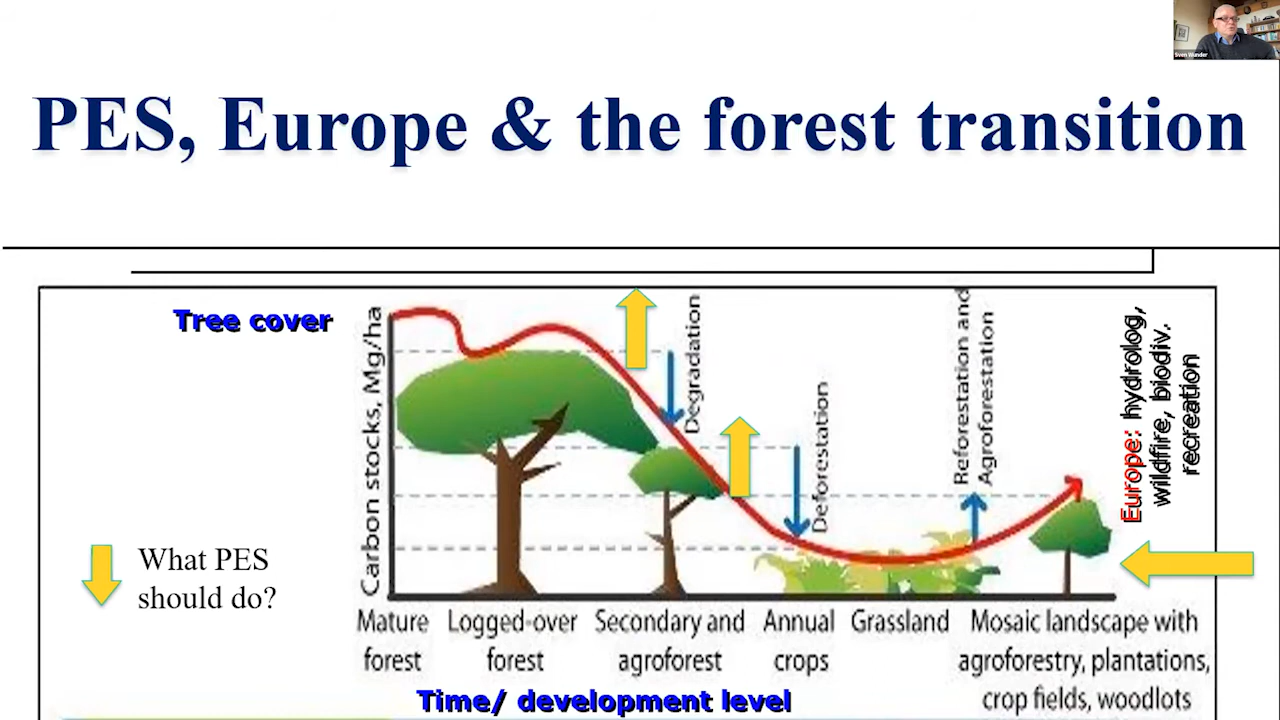 Sven Wunder
PES, Europe & the forest transition
Tree cover
Carbon stocks, Mg/ha
Degradation
Deforestation
Reforestation and
Agroforestation
Europe: hydrolog,
wildfire, biodiv.
recreation
What PES
should do?
Mature
forest
Logged-over
forest
Secondary and
agroforest
Annual
crops
Grassland
Mosaic landscape with
agroforestry, plantations,
crop fields, woodlots
Time/ development level